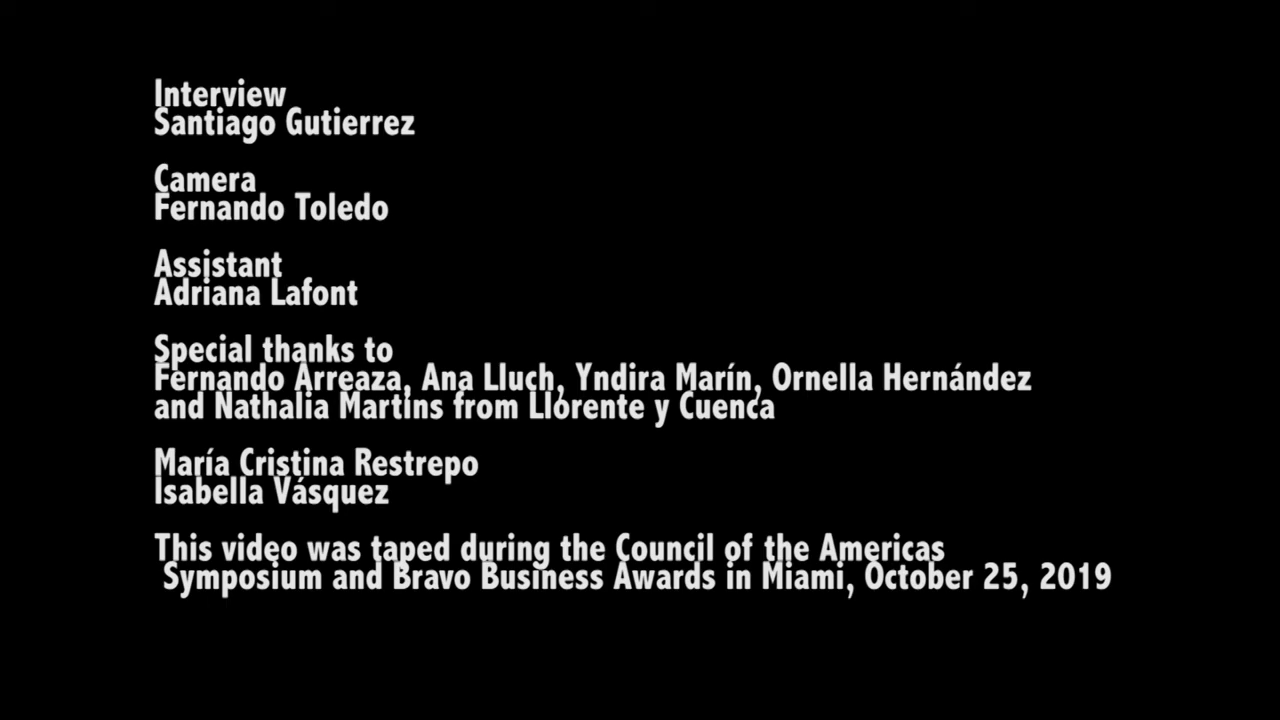 Interview
Santiago Gutierrez
Camera
Fernando Toledo
Assistant
Adriana Lafont
Special thanks to
Fernando Arreaza, Ana Lluch, Yndira Marín, Ornella Hernández
and Nathalia Martins from Llorente y Cuenca
María Cristina Restrepo
Isabella Vásquez
This video was taped during the Council of the Americas
Symposium and Bravo Business Awards in Miami, October 25, 2019